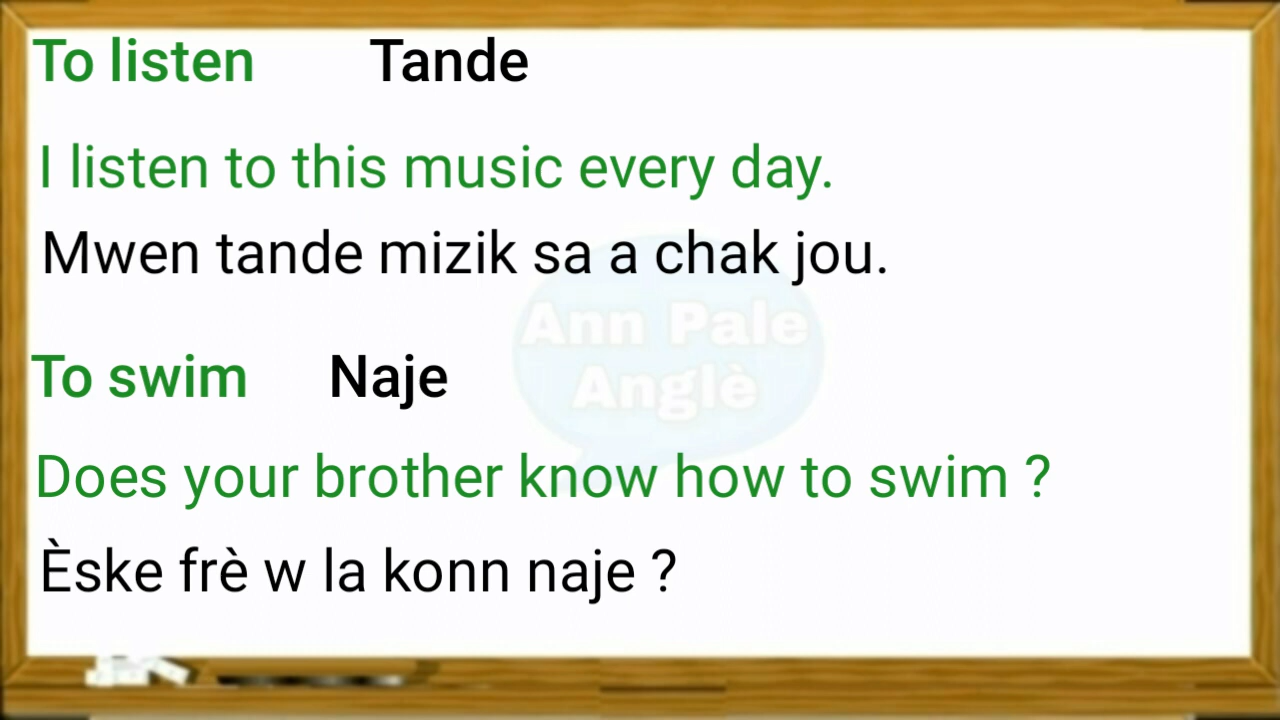 To listen Tande
I listen to this music every day.
Mwen tande mizik sa a chak jou.
Ann Pale
Anglè
To swim Naje
Does your brother know how to swim ?
Èske frè w la konn naje ?